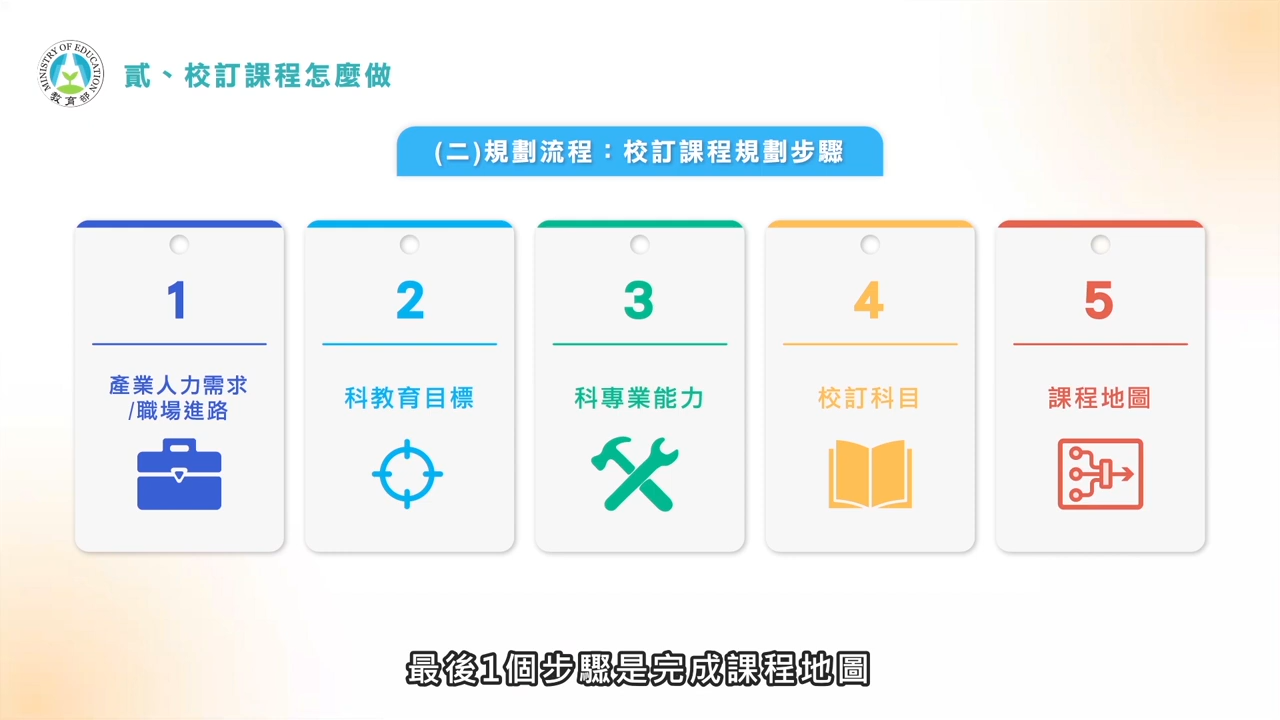 MINISTRY OF EDUCATION
教育部
貳、校訂課程怎麼做
(二)規劃流程：校訂課程規劃步驟
1
產業人力需求
/職場進路
2
科教育目標
3
科專業能力
4
校訂科目
5
課程地圖
最後1個步驟是完成課程地圖